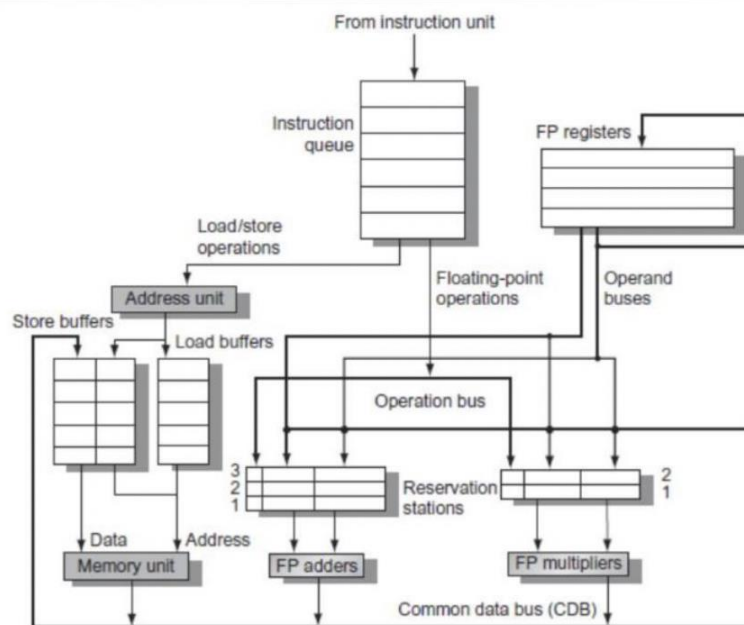 From instruction unit
Instruction
queue
FP registers
Load/store
operations
Floating-point
operations
Operand
buses
Address unit
Store buffers
Load buffers
Operation bus
3
2
1
Reservation
stations
2
1
Data
Address
Memory unit
FP adders
FP multipliers
Common data bus (CDB)